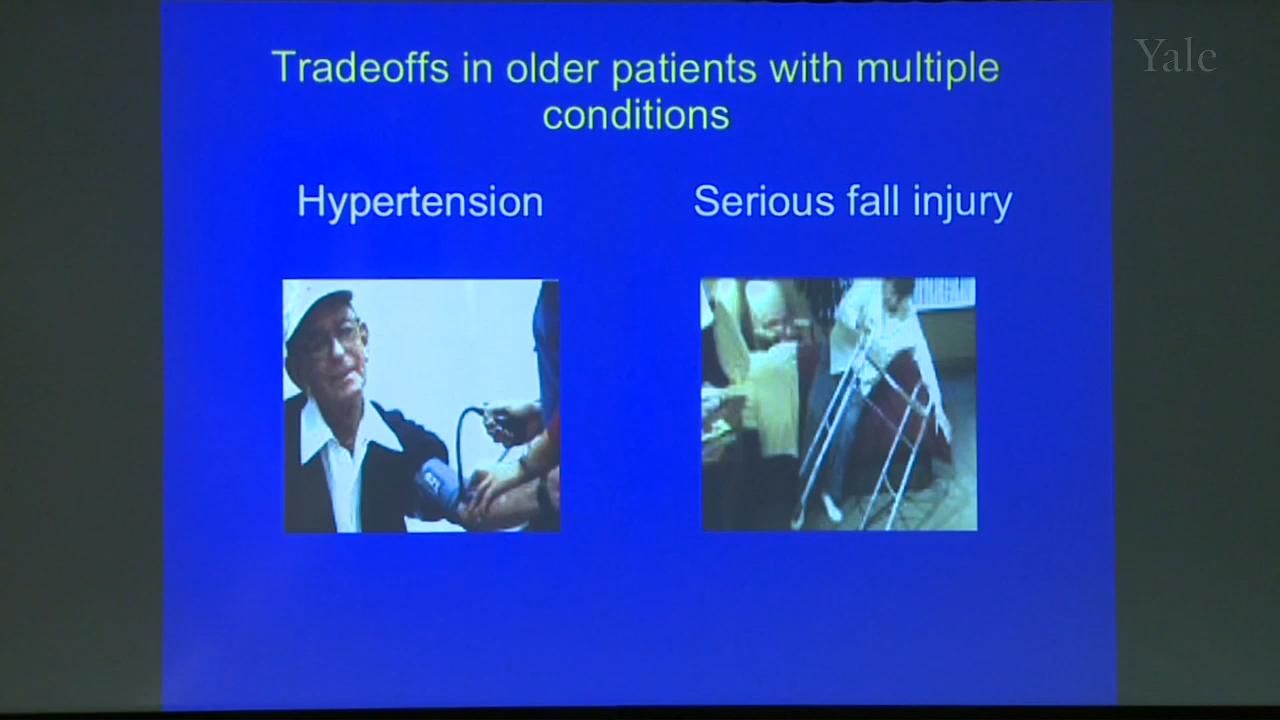 Yale
Tradeoffs in older patients with multiple
conditions
Hypertension
Serious fall injury